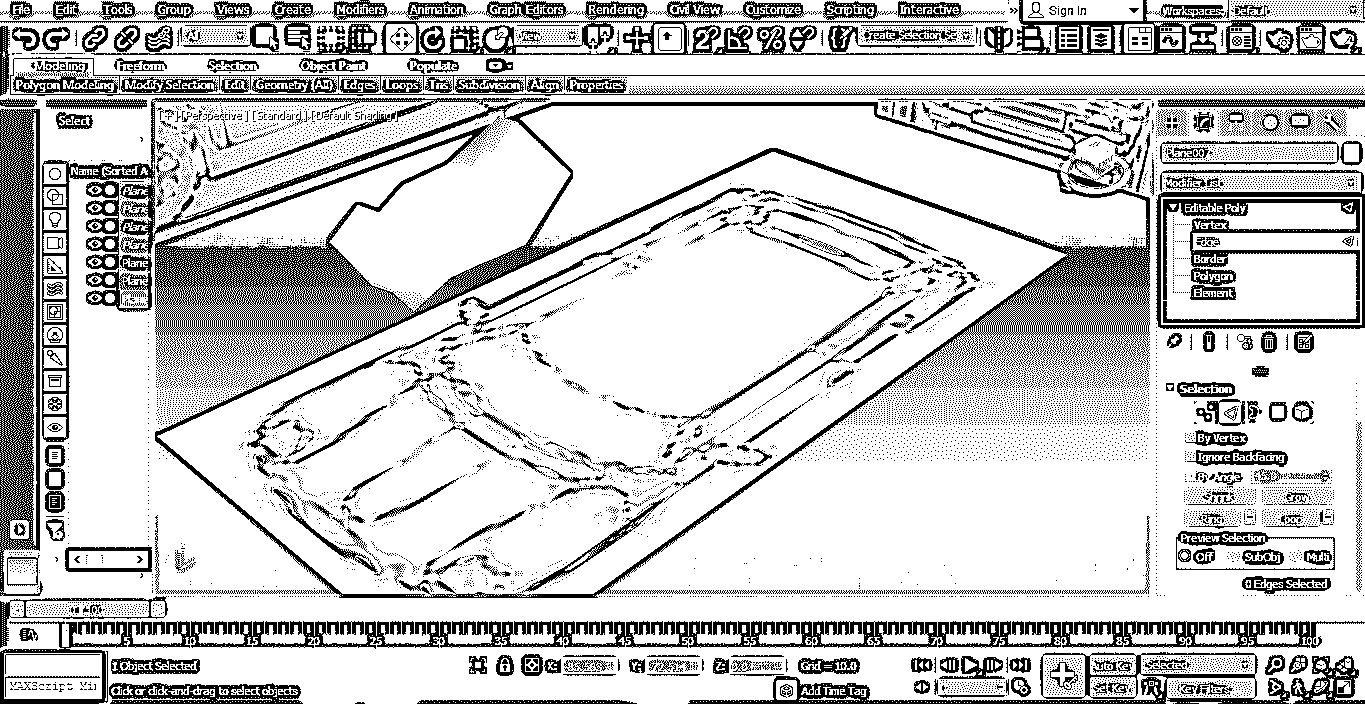 File Edit Tools Group Views Create Modifiers Animation Graph Editors Rendering Civil View Customize Scripting Interactive » Sign In Workspaces: Default
All View Create Selection Se
Modeling Freeform Selection Object Paint Populate
Polygon Modeling Modify Selection Edit Geometry (All) Edges Loops Tris Subdivision Align Properties
Select
Name (Sorted A
Plane
Plane
Plane
Plane
Plane
Plane
[ + ] [ Perspective ] [ Standard ] [ Default Shading ]
Plane007
Modifier List
Editable Poly
Vertex
Edge
Border
Polygon
Element
Selection
By Vertex
Ignore Backfacing
By Angle
Shrink Grow
Ring Loop
Preview Selection
Off SubObj Multi
0 Edges Selected
5 10 15 20 25 30 35 40 45 50 55 60 65 70 75 80 85 90 95 100
1 Object Selected X: Y: Z: Grid = 10.0 Auto Key Selected
MAXScript Mi
Click or click-and-drag to select objects Add Time Tag Set Key Key Filters...